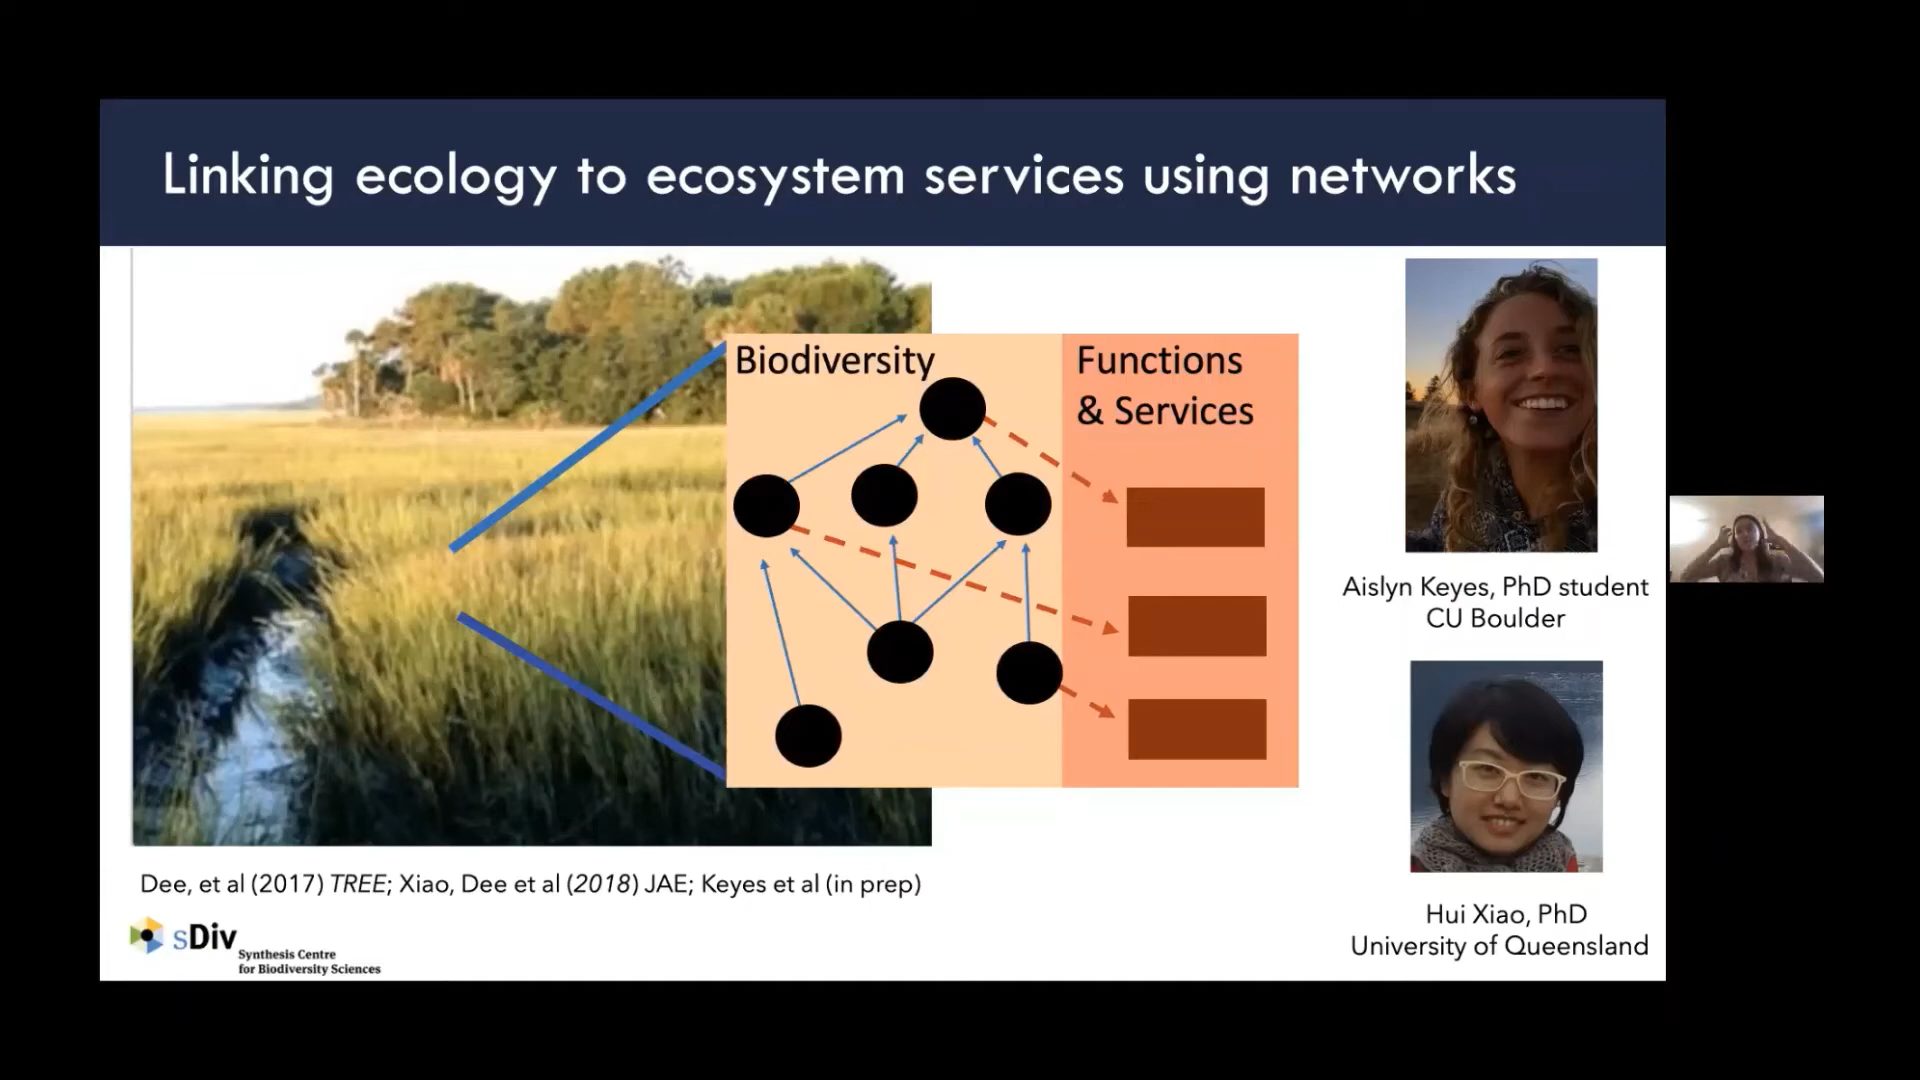 Linking ecology to ecosystem services using networks
Biodiversity
Functions
& Services
Aislyn Keyes, PhD student
CU Boulder
Hui Xiao, PhD
University of Queensland
Dee, et al (2017) TREE; Xiao, Dee et al (2018) JAE; Keyes et al (in prep)
sDiv
Synthesis Centre
for Biodiversity Sciences